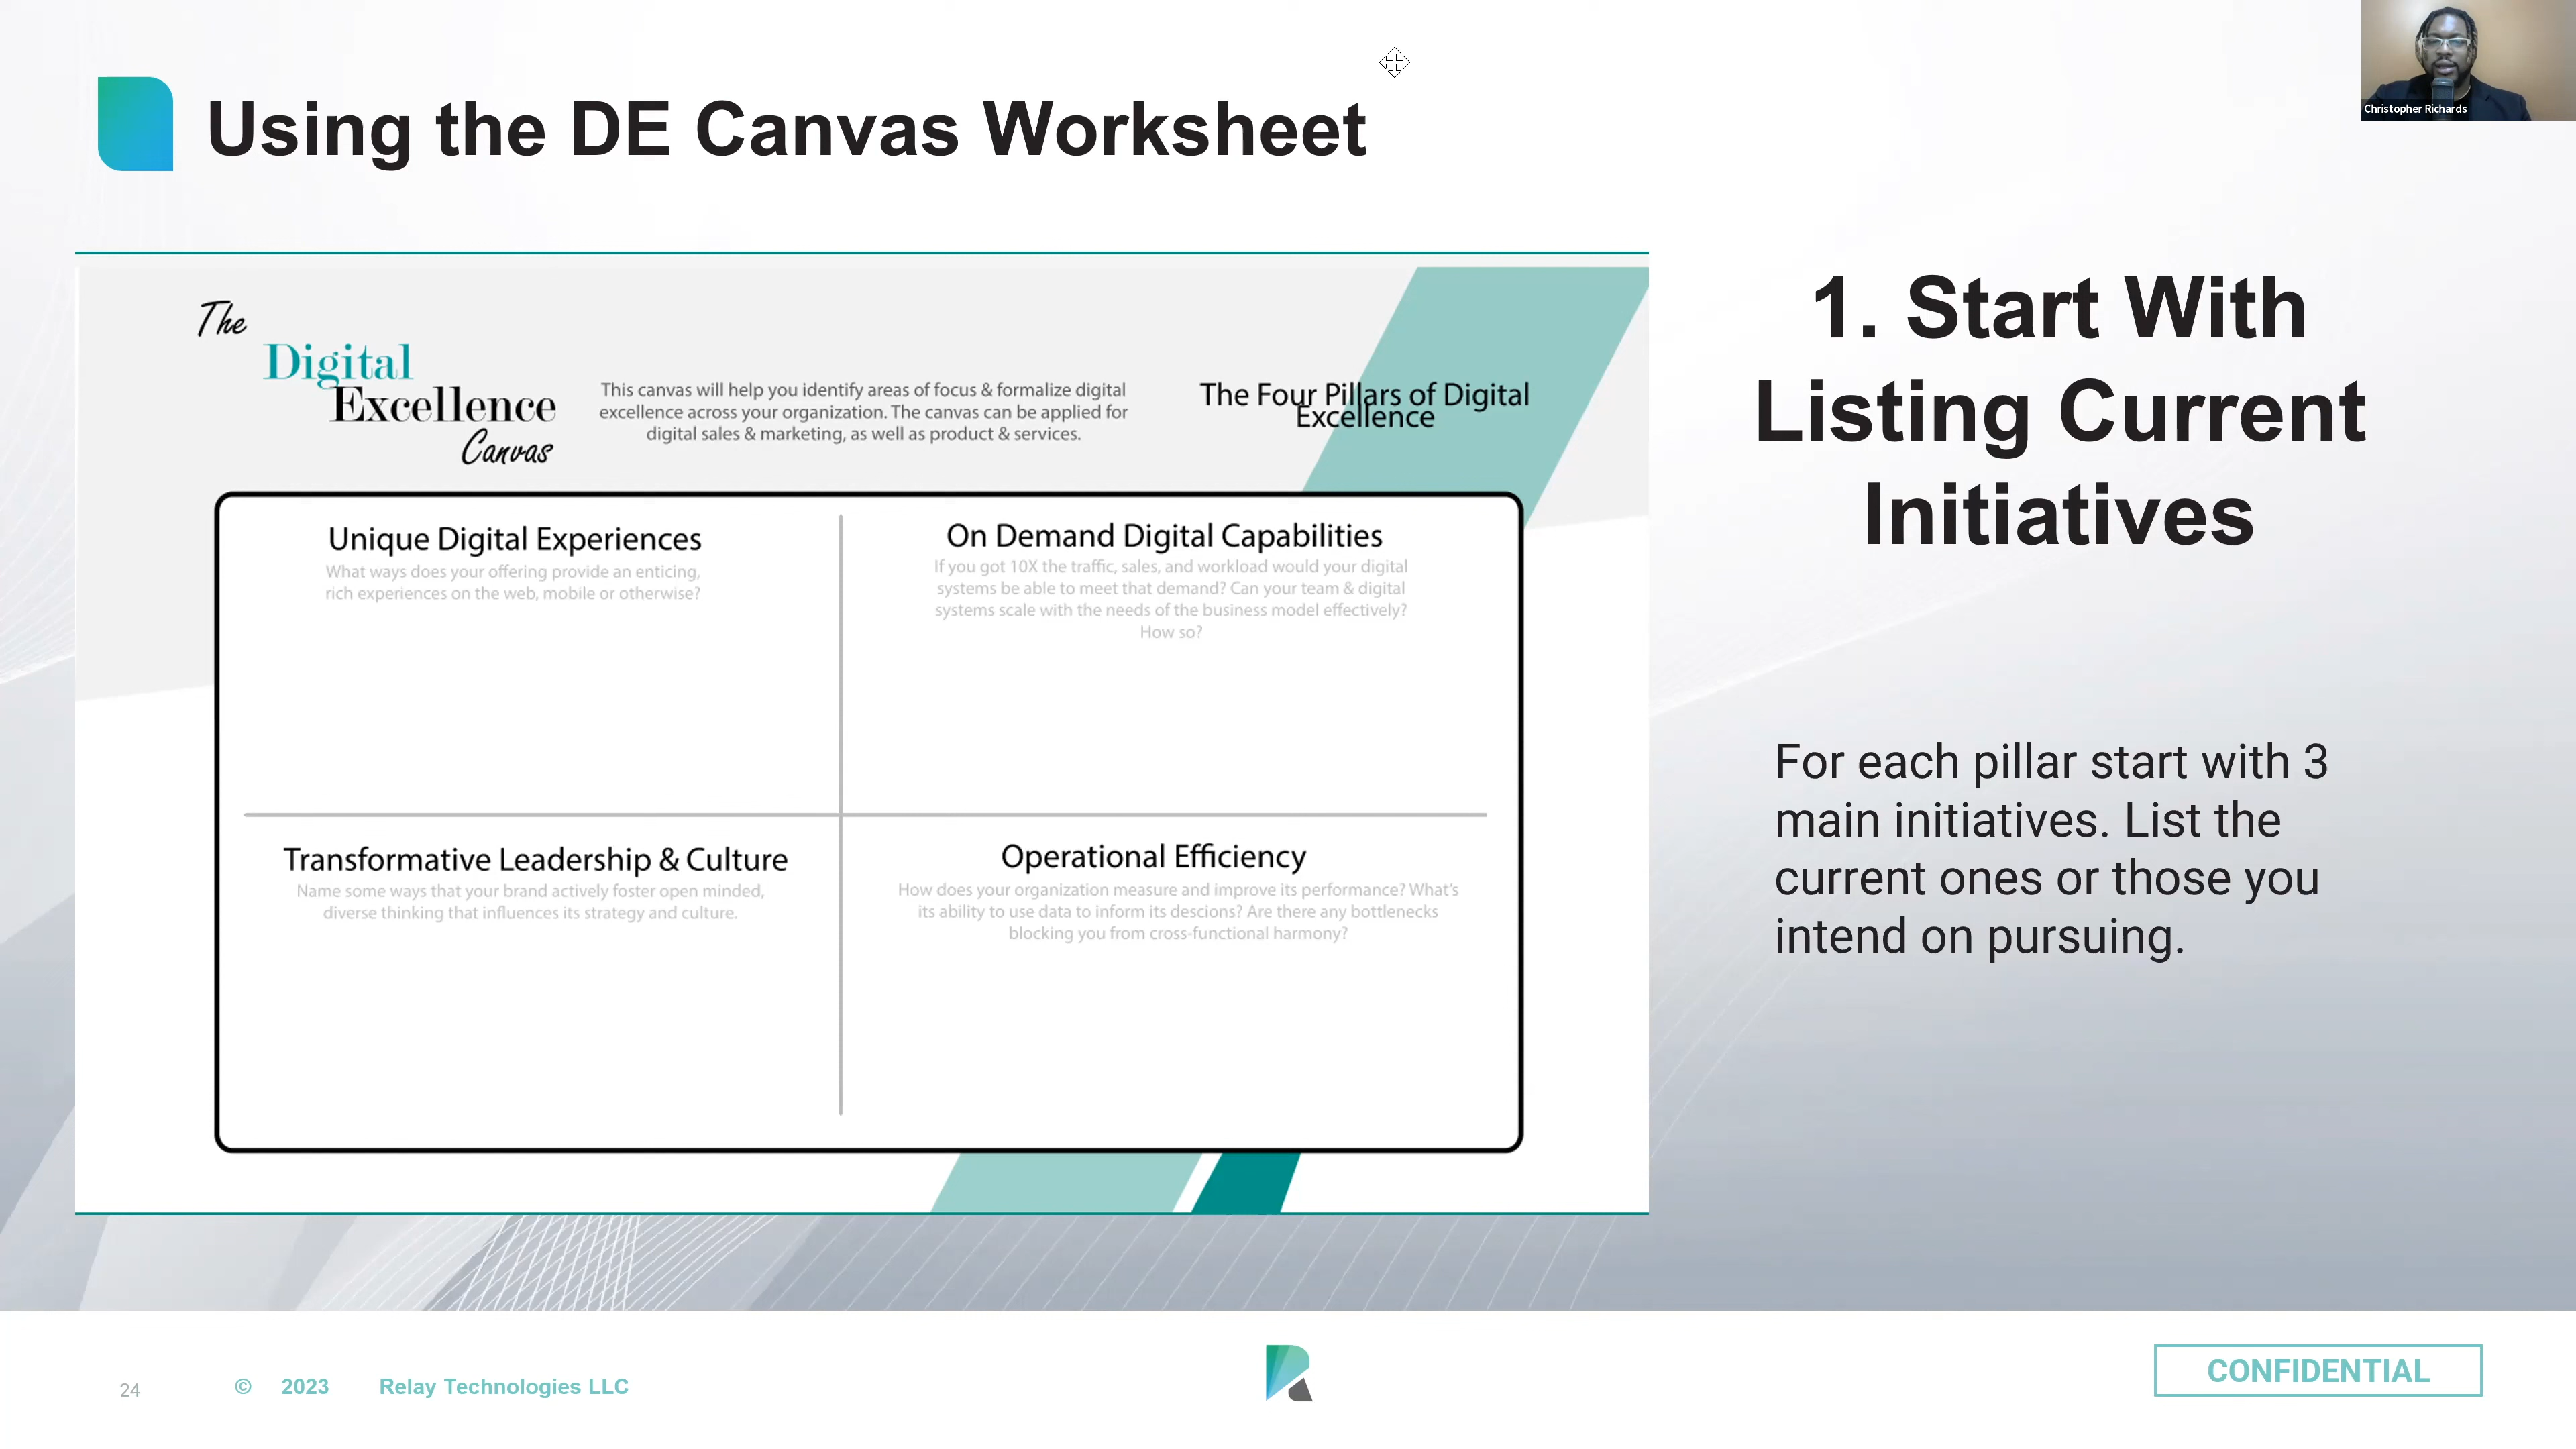 Christopher Richards
Using the DE Canvas Worksheet
The
Digital
Excellence
Canvas
This canvas will help you identify areas of focus & formalize digital
excellence across your organization. The canvas can be applied for
digital sales & marketing, as well as product & services.
The Four Pillars of Digital
Excellence
Unique Digital Experiences
What ways does your offering provide an enticing,
rich experiences on the web, mobile or otherwise?
On Demand Digital Capabilities
If you got 10X the traffic, sales, and workload would your digital
systems be able to meet that demand? Can your team & digital
systems scale with the needs of the business model effectively?
How so?
Transformative Leadership & Culture
Name some ways that your brand actively foster open minded,
diverse thinking that influences its strategy and culture.
Operational Efficiency
How does your organization measure and improve its performance? What's
its ability to use data to inform its descions? Are there any bottlenecks
blocking you from cross-functional harmony?
1. Start With
Listing Current
Initiatives
For each pillar start with 3
main initiatives. List the
current ones or those you
intend on pursuing.
24
© 2023 Relay Technologies LLC
CONFIDENTIAL